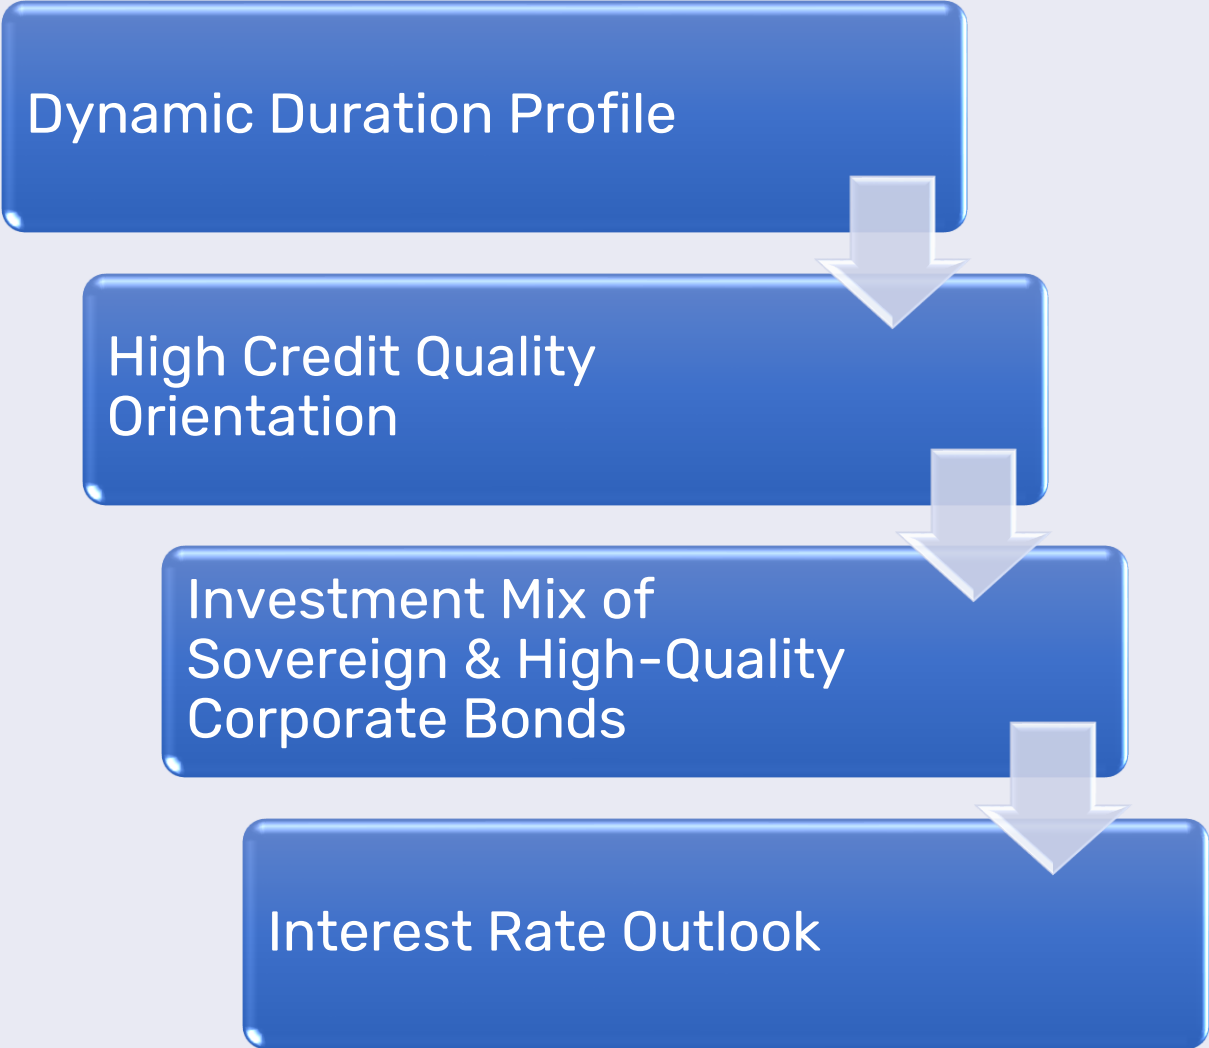 Dynamic Duration Profile
High Credit Quality
Orientation
Investment Mix of
Sovereign & High-Quality
Corporate Bonds
Interest Rate Outlook